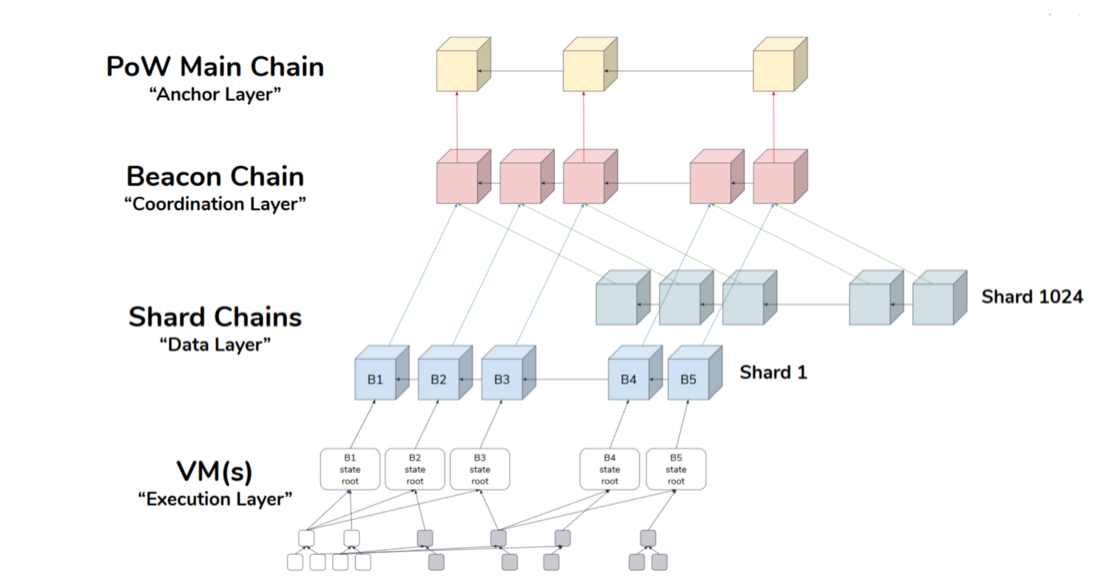 PoW Main Chain
“Anchor Layer”
Beacon Chain
“Coordination Layer”
Shard 1024
Shard Chains
“Data Layer”
B1
B2
B3
B4
B5
Shard 1
B1
state
root
B2
state
root
B3
state
root
B4
state
root
B5
state
root
VM(s)
“Execution Layer”